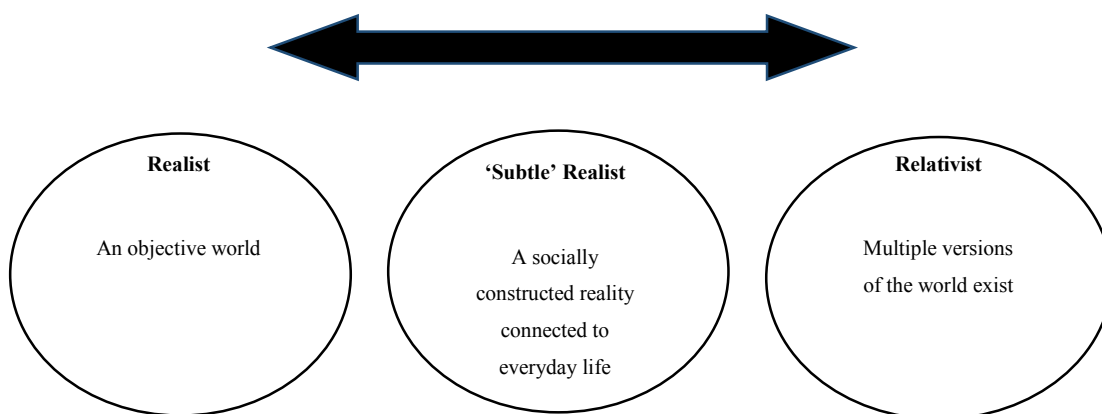 Realist
An objective world
‘Subtle’ Realist
A socially
constructed reality
connected to
everyday life
Relativist
Multiple versions
of the world exist